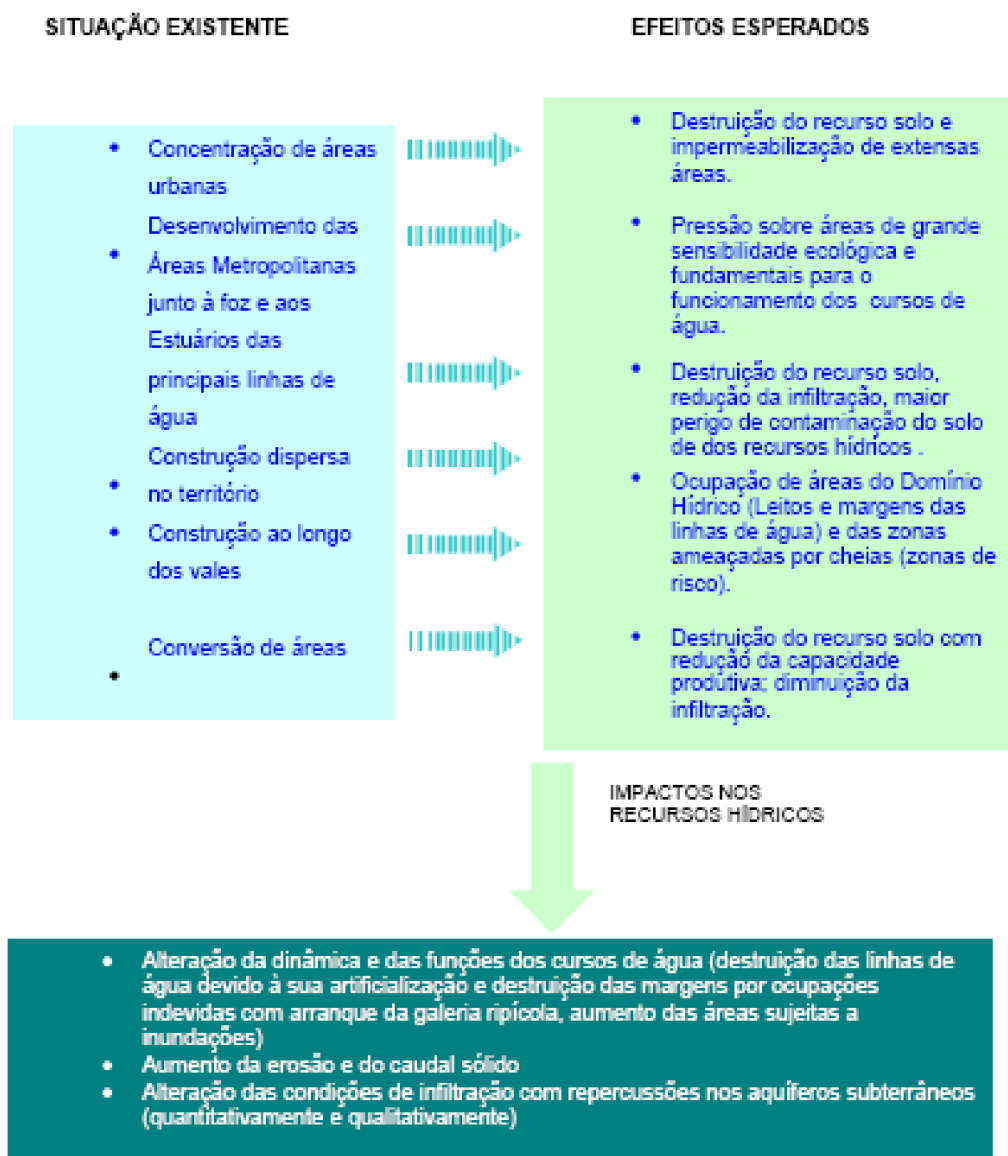 SITUAÇÃO EXISTENTE
EFEITOS ESPERADOS
• Concentração de áreas
urbanas
Desenvolvimento das
• Áreas Metropolitanas
junto à foz e aos
Estuários das
principais linhas de
água
Construção dispersa
• no território
• Construção ao longo
dos vales
Conversão de áreas
•
• Destruição do recurso solo e
impermeabilização de extensas
áreas.
• Pressão sobre áreas de grande
sensibilidade ecológica e
fundamentais para o
funcionamento dos cursos de
água.
• Destruição do recurso solo,
redução da infiltração, maior
perigo de contaminação do solo
de dos recursos hídricos .
• Ocupação de áreas do Domínio
Hídrico (Leitos e margens das
linhas de água) e das zonas
ameaçadas por cheias (zonas de
risco).
• Destruição do recurso solo com
redução da capacidade
produtiva; diminuição da
infiltração.
IMPACTOS NOS
RECURSOS HÍDRICOS
• Alteração da dinâmica e das funções dos cursos de água (destruição das linhas de
água devido à sua artificialização e destruição das margens por ocupações
indevidas com arranque da galeria ripícola, aumento das áreas sujeitas a
inundações)
• Aumento da erosão e do caudal sólido
• Alteração das condições de infiltração com repercussões nos aquíferos subterrâneos
(quantitativamente e qualitativamente)